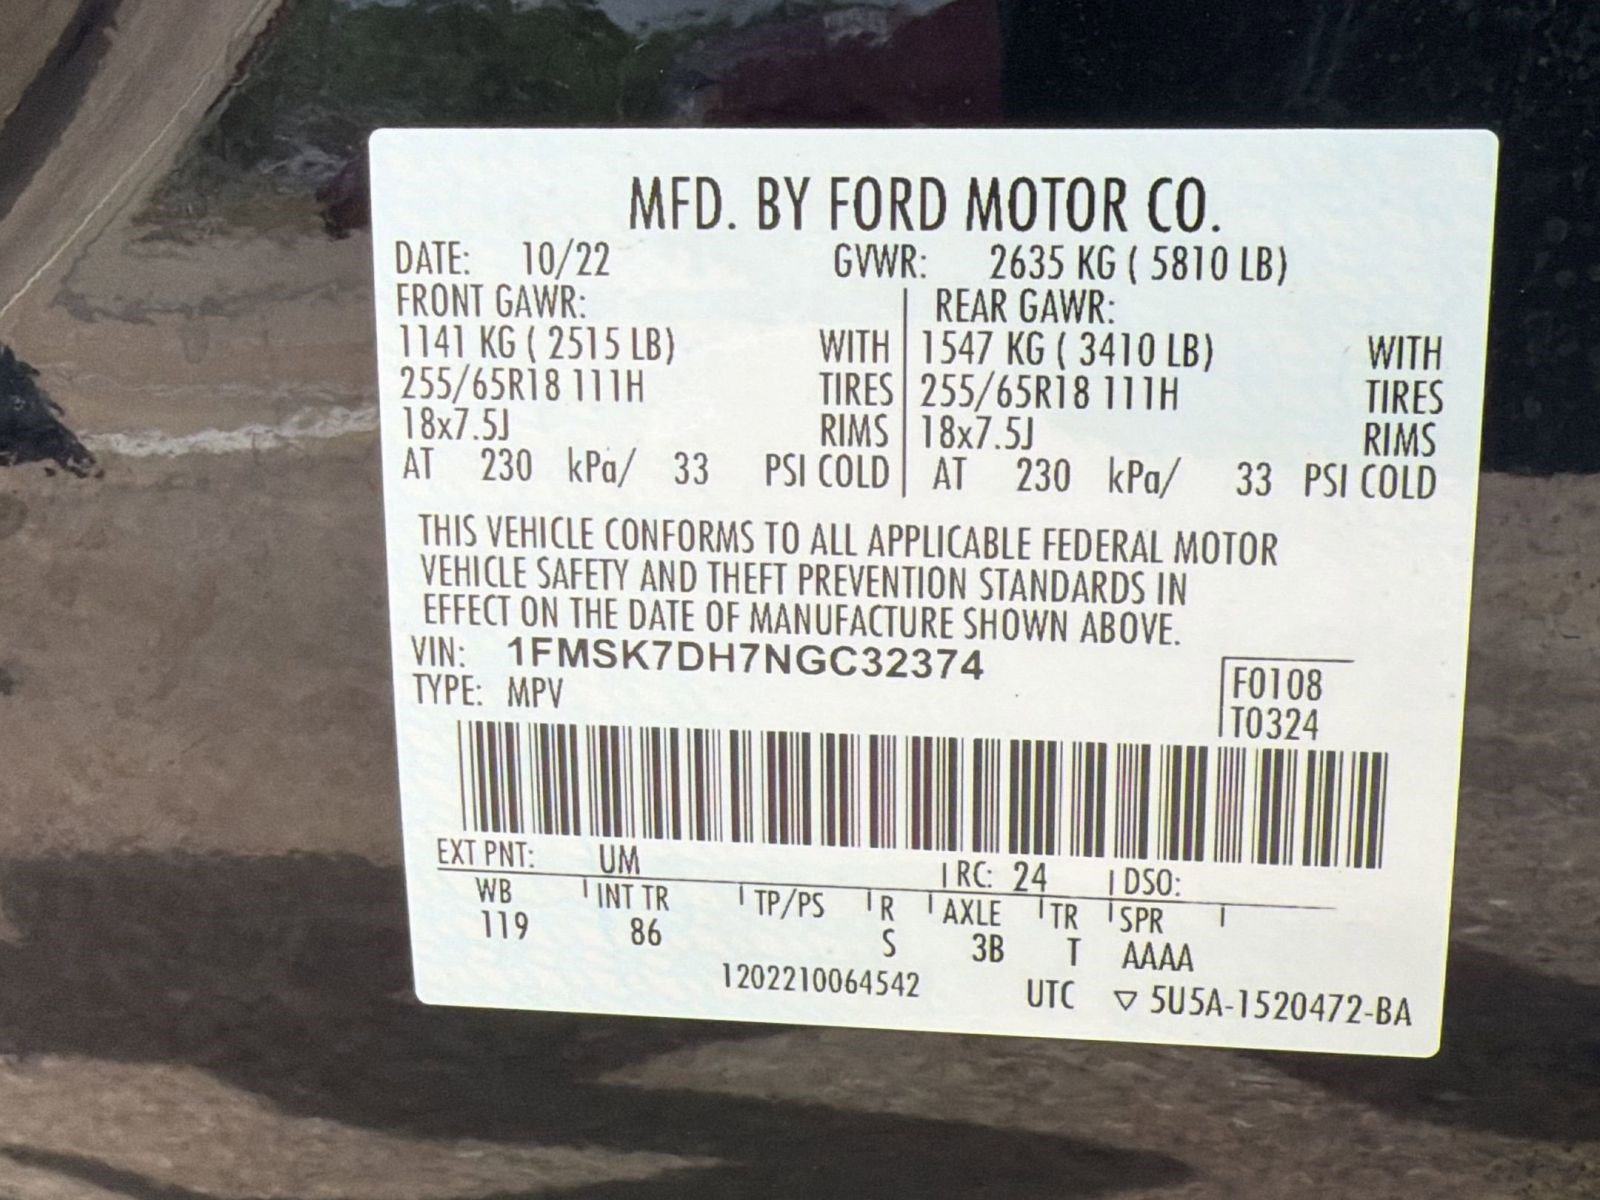 MFD. BY FORD MOTOR CO.
DATE: 10/22 GVWR: 2635 KG ( 5810 LB)
FRONT GAWR: REAR GAWR:
1141 KG ( 2515 LB) WITH 1547 KG ( 3410 LB) WITH
255/65R18 111H TIRES 255/65R18 111H TIRES
18x7.5J RIMS 18x7.5J RIMS
AT 230 kPa/ 33 PSI COLD AT 230 kPa/ 33 PSI COLD
THIS VEHICLE CONFORMS TO ALL APPLICABLE FEDERAL MOTOR
VEHICLE SAFETY AND THEFT PREVENTION STANDARDS IN
EFFECT ON THE DATE OF MANUFACTURE SHOWN ABOVE.
VIN: 1FMSK7DH7NGC32374
TYPE: MPV
F0108
T0324
EXT PNT: UM RC: 24 DSO:
WB INT TR TP/PS R AXLE TR SPR
119 86 S 3B T AAAA
1202210064542 UTC ▽ 5U5A-1520472-BA